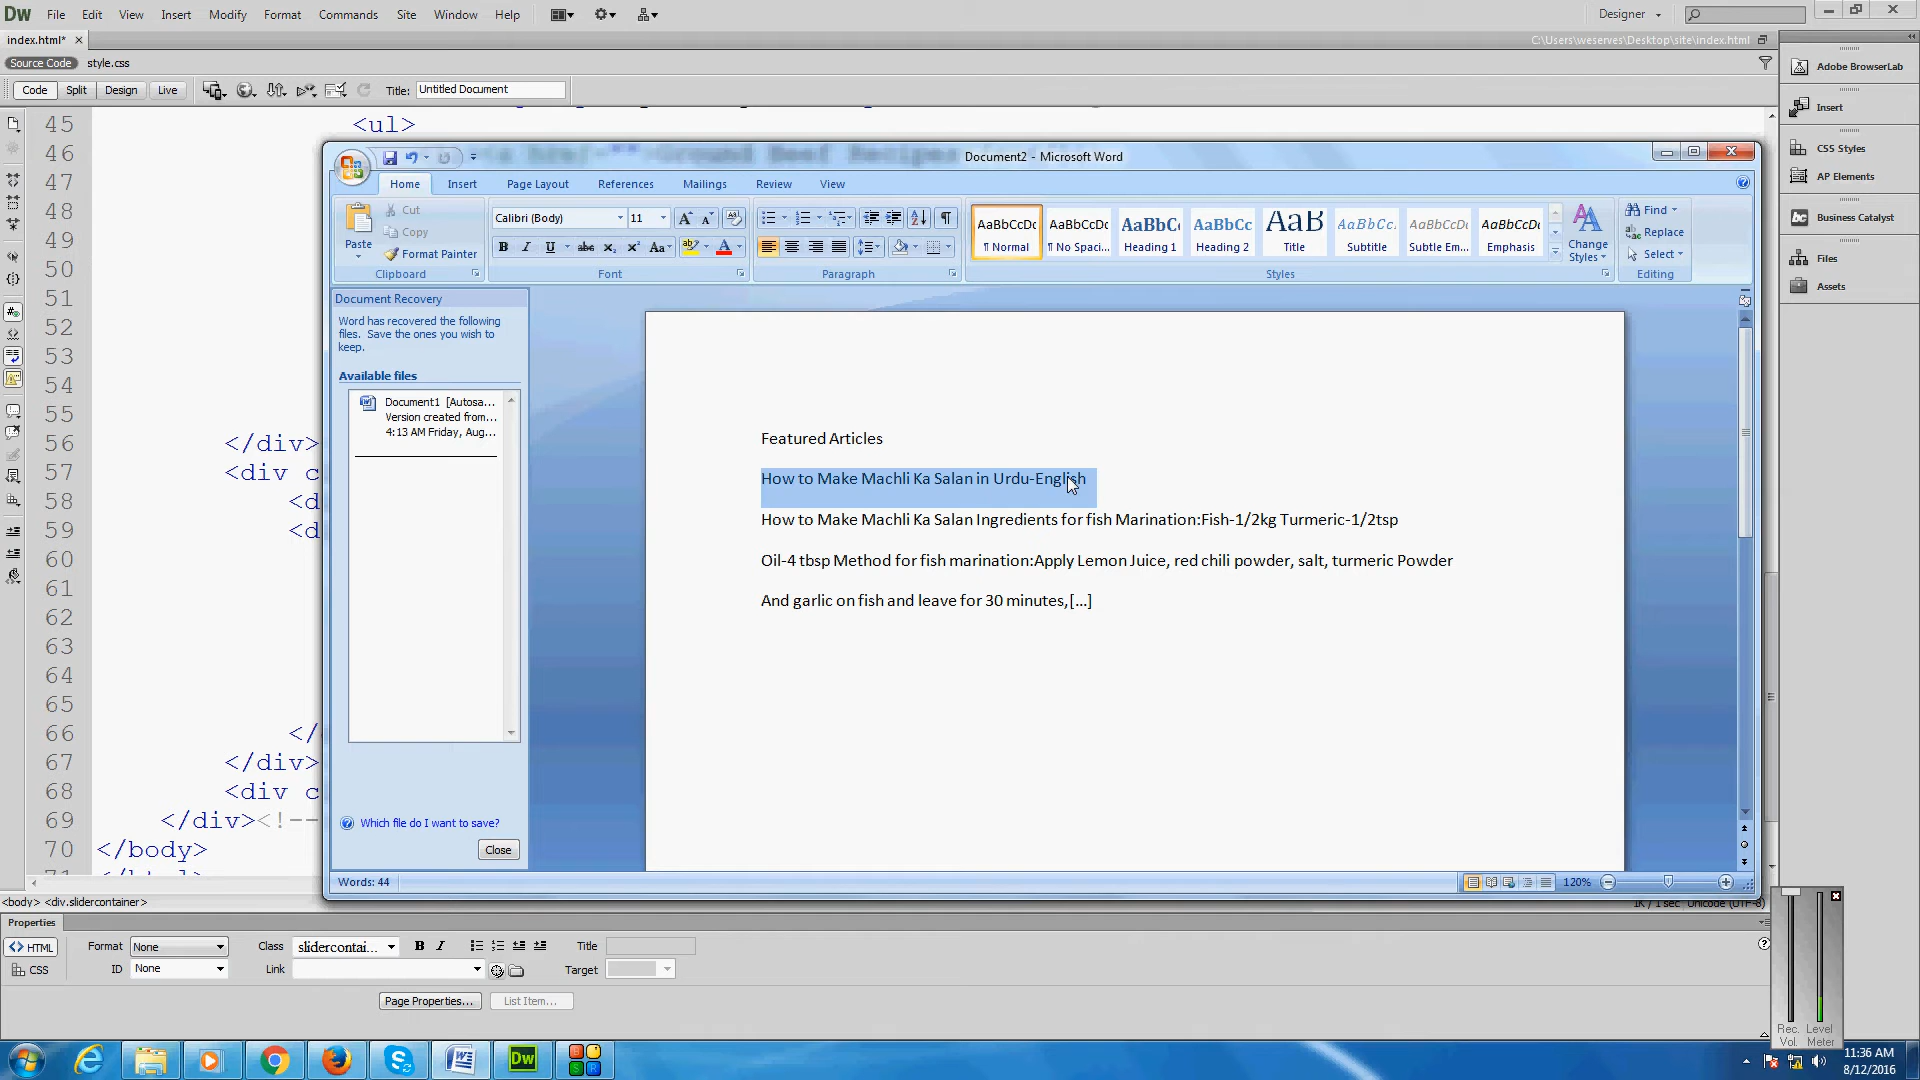 Dw File Edit View Insert Modify Format Commands Site Window Help Designer
index.html* C:\Users\weserves\Desktop\site\index.html
Source Code style.css
Code Split Design Live Title: Untitled Document
45 <ul>
46
47
48
49
50
51
52
53
54
55
56 </div>
57 <div c
58 <d
59 <d
60
61
62
63
64
65
66 </
67 </div>
68 <div c
69 </div><!--
70 </body>
Document2 - Microsoft Word
Home Insert Page Layout References Mailings Review View
Paste Cut Copy Format Painter
Clipboard
Calibri (Body) 11
Font
Paragraph
AaBbCcDc AaBbCcDc AaBbC AaBbCc AaB AaBbCc. AaBbCcDc AaBbCcDc
¶ Normal ¶ No Spaci... Heading 1 Heading 2 Title Subtitle Subtle Em... Emphasis
Change Styles
Styles
Find
Replace
Select
Editing
Document Recovery
Word has recovered the following
files. Save the ones you wish to
keep.
Available files
Document1 [Autosa...
Version created from...
4:13 AM Friday, Aug...
Which file do I want to save?
Close
Featured Articles
How to Make Machli Ka Salan in Urdu-English
How to Make Machli Ka Salan Ingredients for fish Marination:Fish-1/2kg Turmeric-1/2tsp
Oil-4 tbsp Method for fish marination:Apply Lemon Juice, red chili powder, salt, turmeric Powder
And garlic on fish and leave for 30 minutes,[...]
Words: 44 120%
Adobe BrowserLab
Insert
CSS Styles
AP Elements
Business Catalyst
Files
Assets
<body> <div.slidercontainer> 1K / 1 sec Unicode (UTF-8)
Properties
HTML Format None Class slidercontai... B I Title
CSS ID None Link Target
Page Properties... List Item...
Rec. Level
Vol. Meter
11:36 AM
8/12/2016